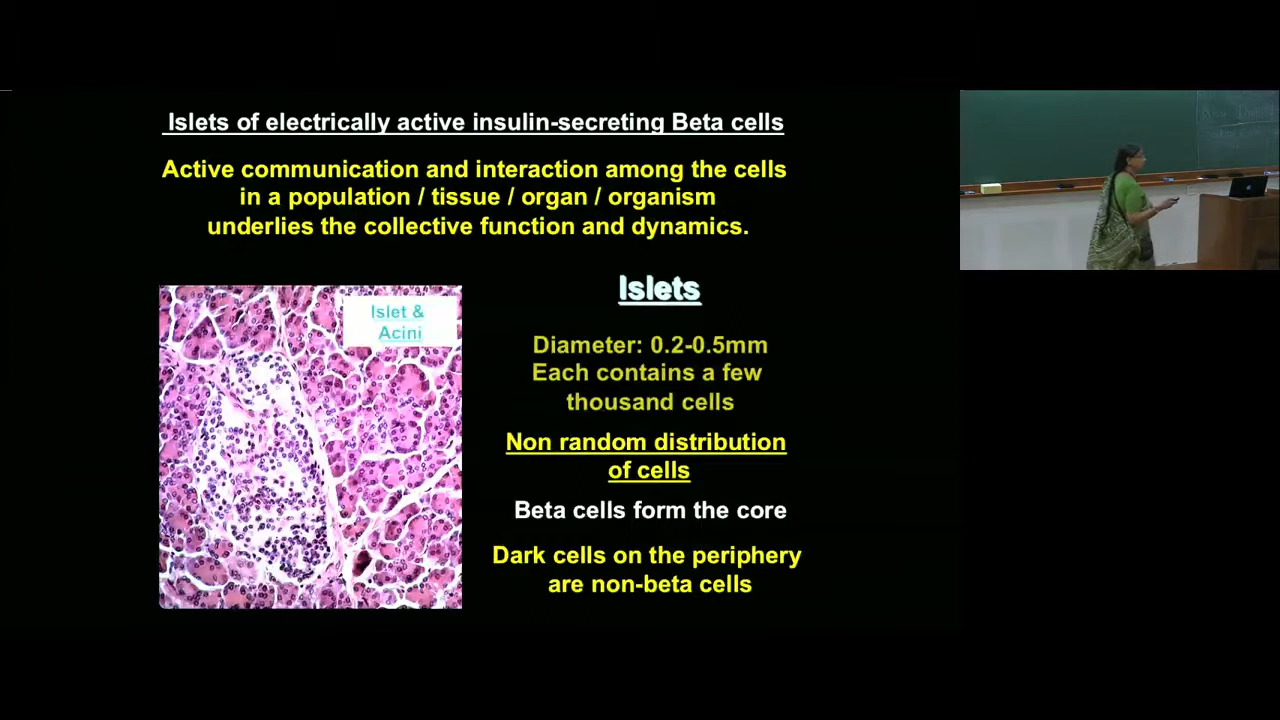 Islets of electrically active insulin-secreting Beta cells
Active communication and interaction among the cells
in a population / tissue / organ / organism
underlies the collective function and dynamics.
Islets
Islet &
Acini
Diameter: 0.2-0.5mm
Each contains a few
thousand cells
Non random distribution
of cells
Beta cells form the core
Dark cells on the periphery
are non-beta cells